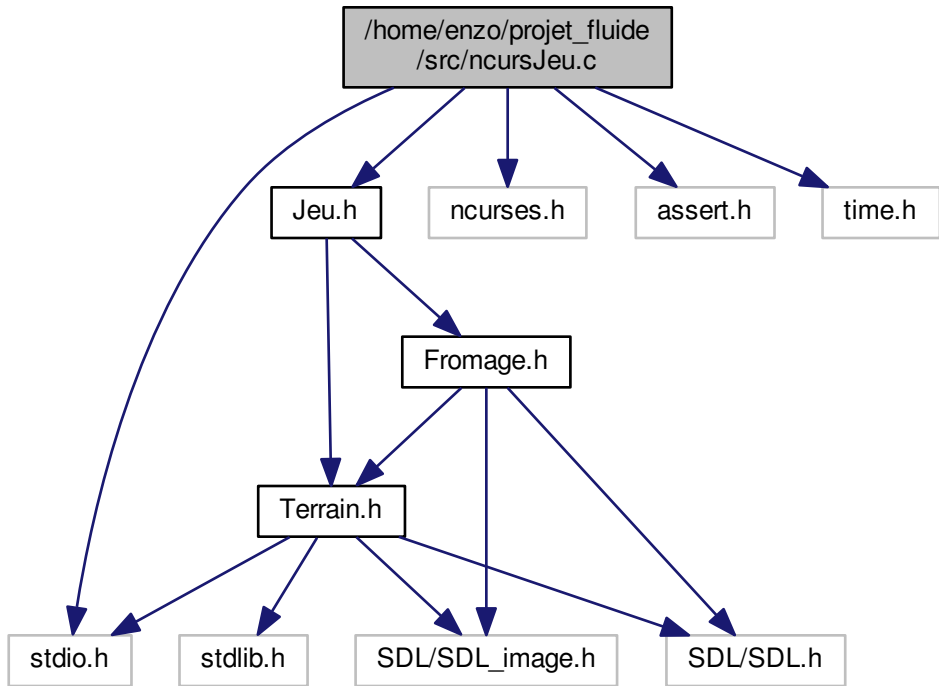 /home/enzo/projet_fluide
/src/ncursJeu.c
Jeu.h
ncurses.h
assert.h
time.h
Fromage.h
Terrain.h
stdio.h
stdlib.h
SDL/SDL_image.h
SDL/SDL.h